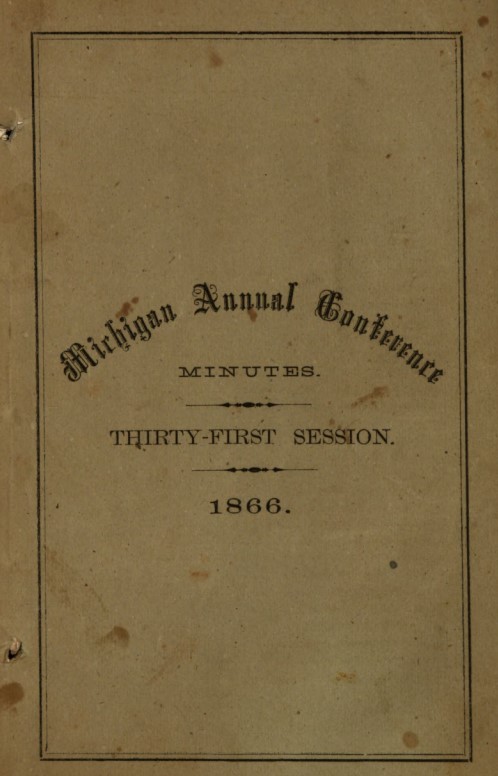 Michigan Annual Conference
MINUTES.
THIRTY-FIRST SESSION.
1866.